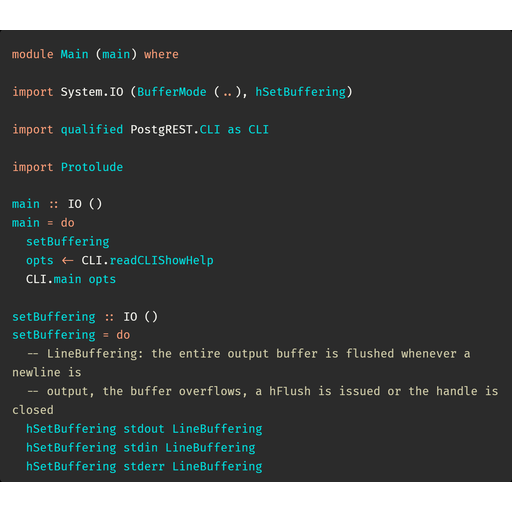 module Main (main) where
import System.IO (BufferMode (..), hSetBuffering)
import qualified PostgREST.CLI as CLI
import Protolude
main :: IO ()
main = do
  setBuffering
  opts <- CLI.readCLIShowHelp
  CLI.main opts
setBuffering :: IO ()
setBuffering = do
  -- LineBuffering: the entire output buffer is flushed whenever a
newline is
  -- output, the buffer overflows, a hFlush is issued or the handle is
closed
  hSetBuffering stdout LineBuffering
  hSetBuffering stdin LineBuffering
  hSetBuffering stderr LineBuffering